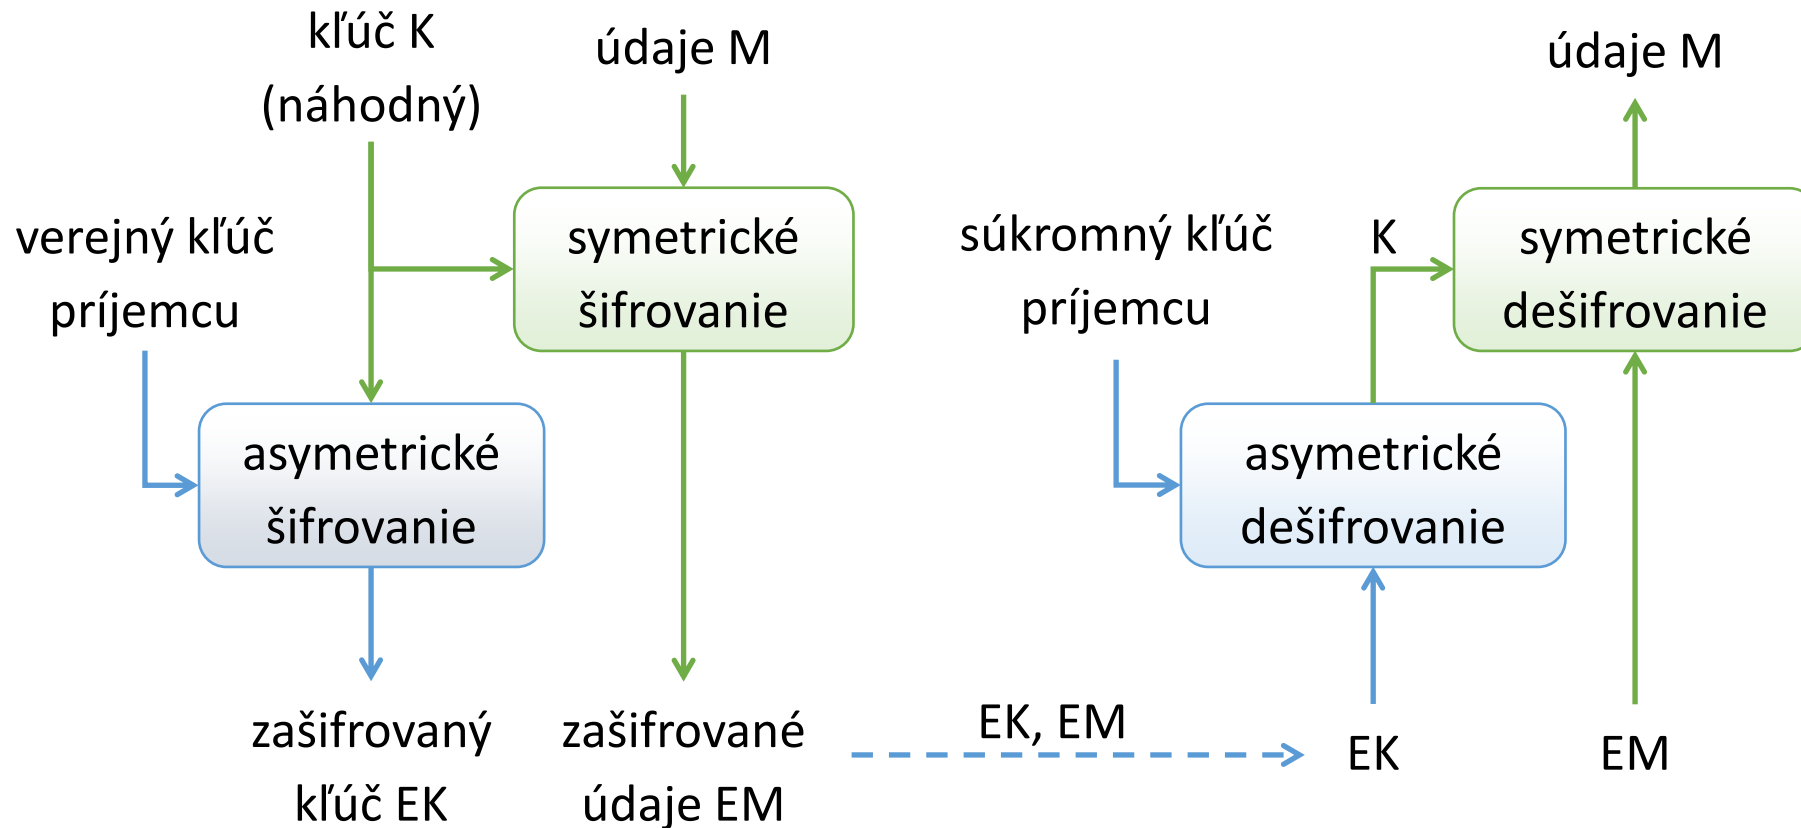 kľúč K
(náhodný)
údaje M
verejný kľúč
príjemcu
symetrické
šifrovanie
asymetrické
šifrovanie
zašifrovaný
kľúč EK
zašifrované
údaje EM
EK, EM
údaje M
súkromný kľúč
príjemcu
K
symetrické
dešifrovanie
asymetrické
dešifrovanie
EK
EM